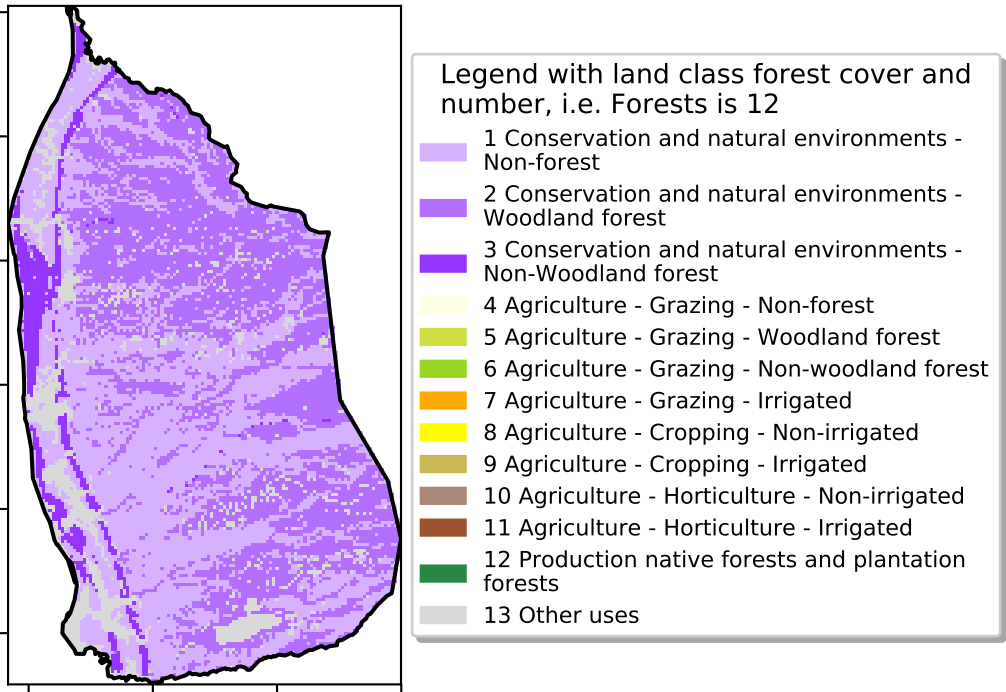 Legend with land class forest cover and
number, i.e. Forests is 12
1 Conservation and natural environments -
Non-forest
2 Conservation and natural environments -
Woodland forest
3 Conservation and natural environments -
Non-Woodland forest
4 Agriculture - Grazing - Non-forest
5 Agriculture - Grazing - Woodland forest
6 Agriculture - Grazing - Non-woodland forest
7 Agriculture - Grazing - Irrigated
8 Agriculture - Cropping - Non-irrigated
9 Agriculture - Cropping - Irrigated
10 Agriculture - Horticulture - Non-irrigated
11 Agriculture - Horticulture - Irrigated
12 Production native forests and plantation
forests
13 Other uses